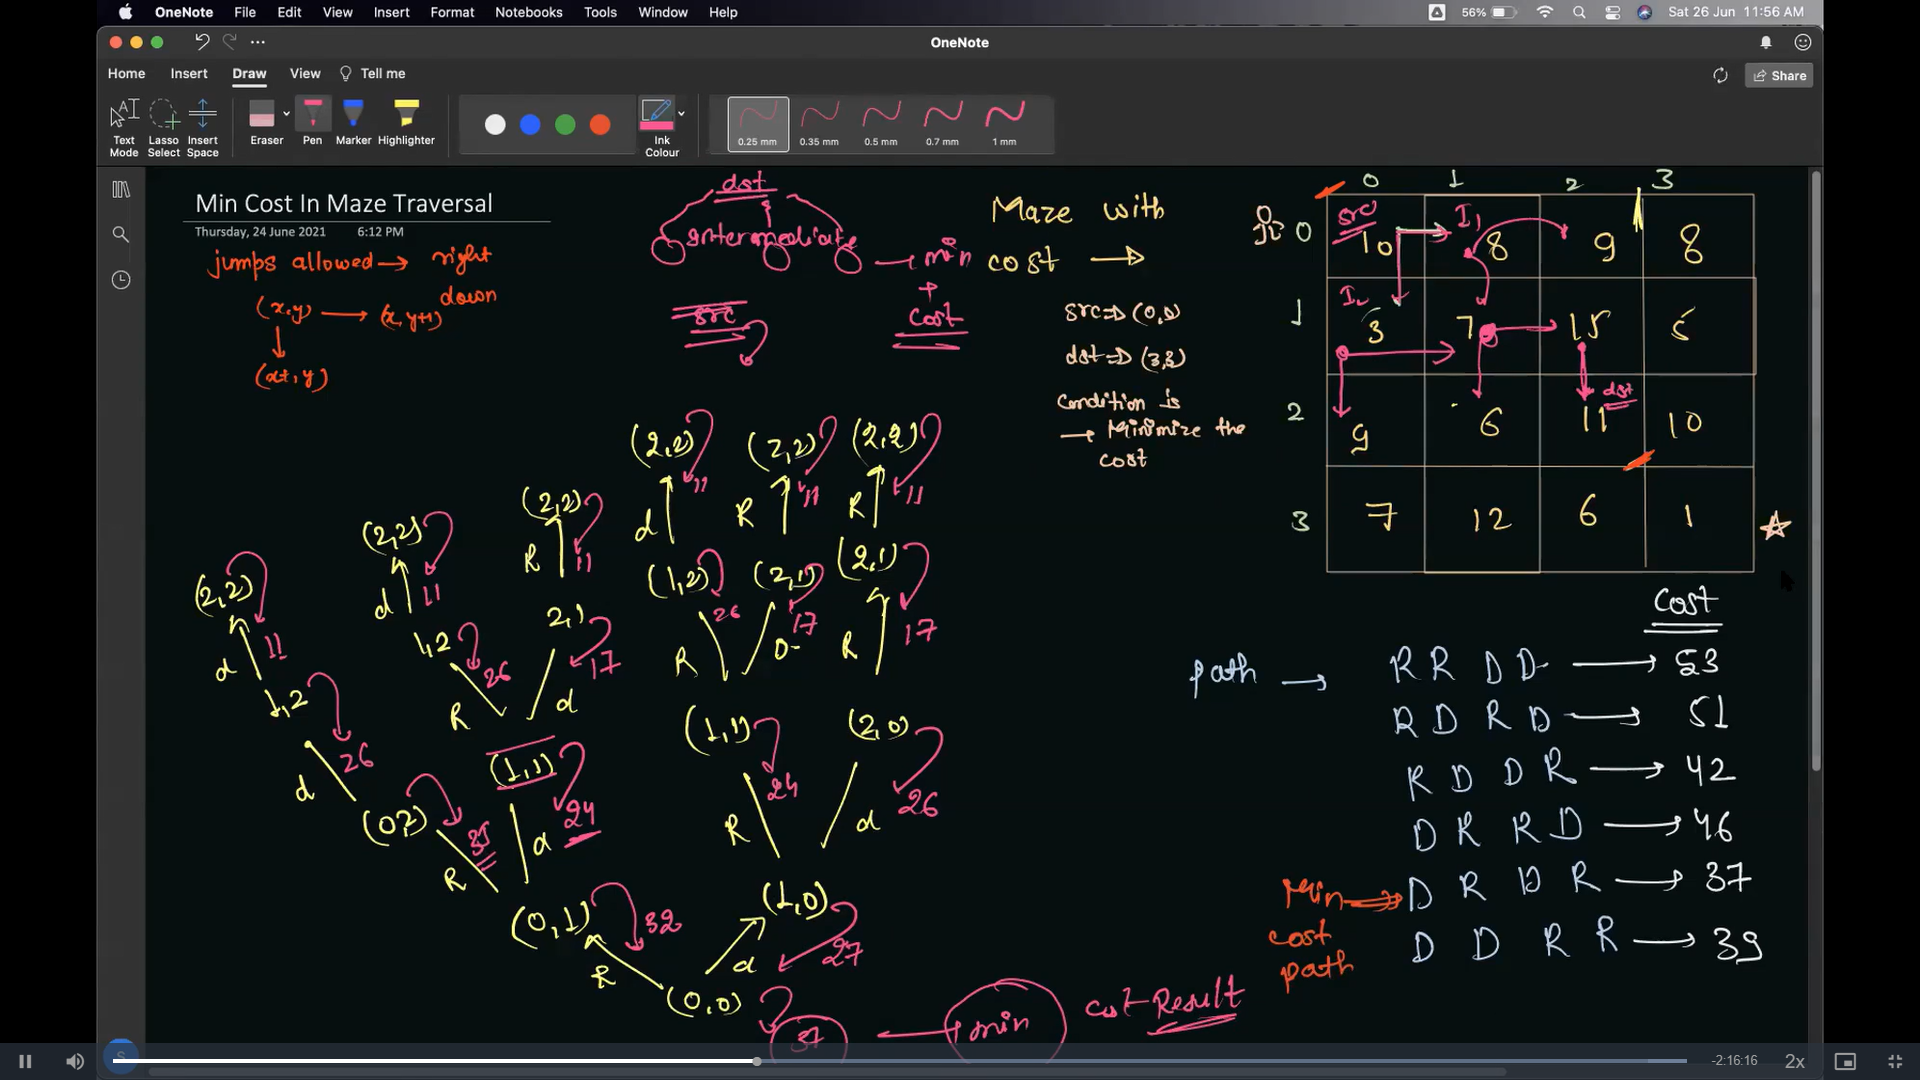 OneNote File Edit View Insert Format Notebooks Tools Window Help
56% Sat 26 Jun 11:56 AM
OneNote
Home Insert Draw View Tell me
Share
Text Mode
Lasso Select
Insert Space
Eraser
Pen
Marker
Highlighter
Ink Colour
0.25 mm 0.35 mm 0.5 mm 0.7 mm 1 mm
Min Cost In Maze Traversal
Thursday, 24 June 2021 6:12 PM
jumps allowed → right
down
(x,y) → (x,y+1)
dst
intermediate → min
+
cost
src
Maze with
cost →
src ⇒ (0,0)
Condition is
→ Minimize the
cost
0 1 2 3
src I1
0 10 8 9 8
1 3 7 15 5
dst
2 9 6 11 10
3 7 12 6 1
(2,2) 11
d
1,2 26
d
(2,2) 11
d
1,2 26
R
(2,2) 11
R
2,1 17
d
(2,2) 11
d
(1,2) 26
R
(2,2) 11
R
(2,1) 17
D
(2,2) 11
R
(2,1) 17
R
(0,2) 35
R
(1,1) 24
d
(1,1) 24
R
(2,0) 26
d
(0,1) 32
R
(1,0) 27
d
(0,0) 37 ← min
cost Result
Cost
path → R R D D → 53
R D R D → 51
R D D R → 42
D R R D → 46
Min D R D R → 37
cost
path
D D R R → 39
-2:16:16 2x